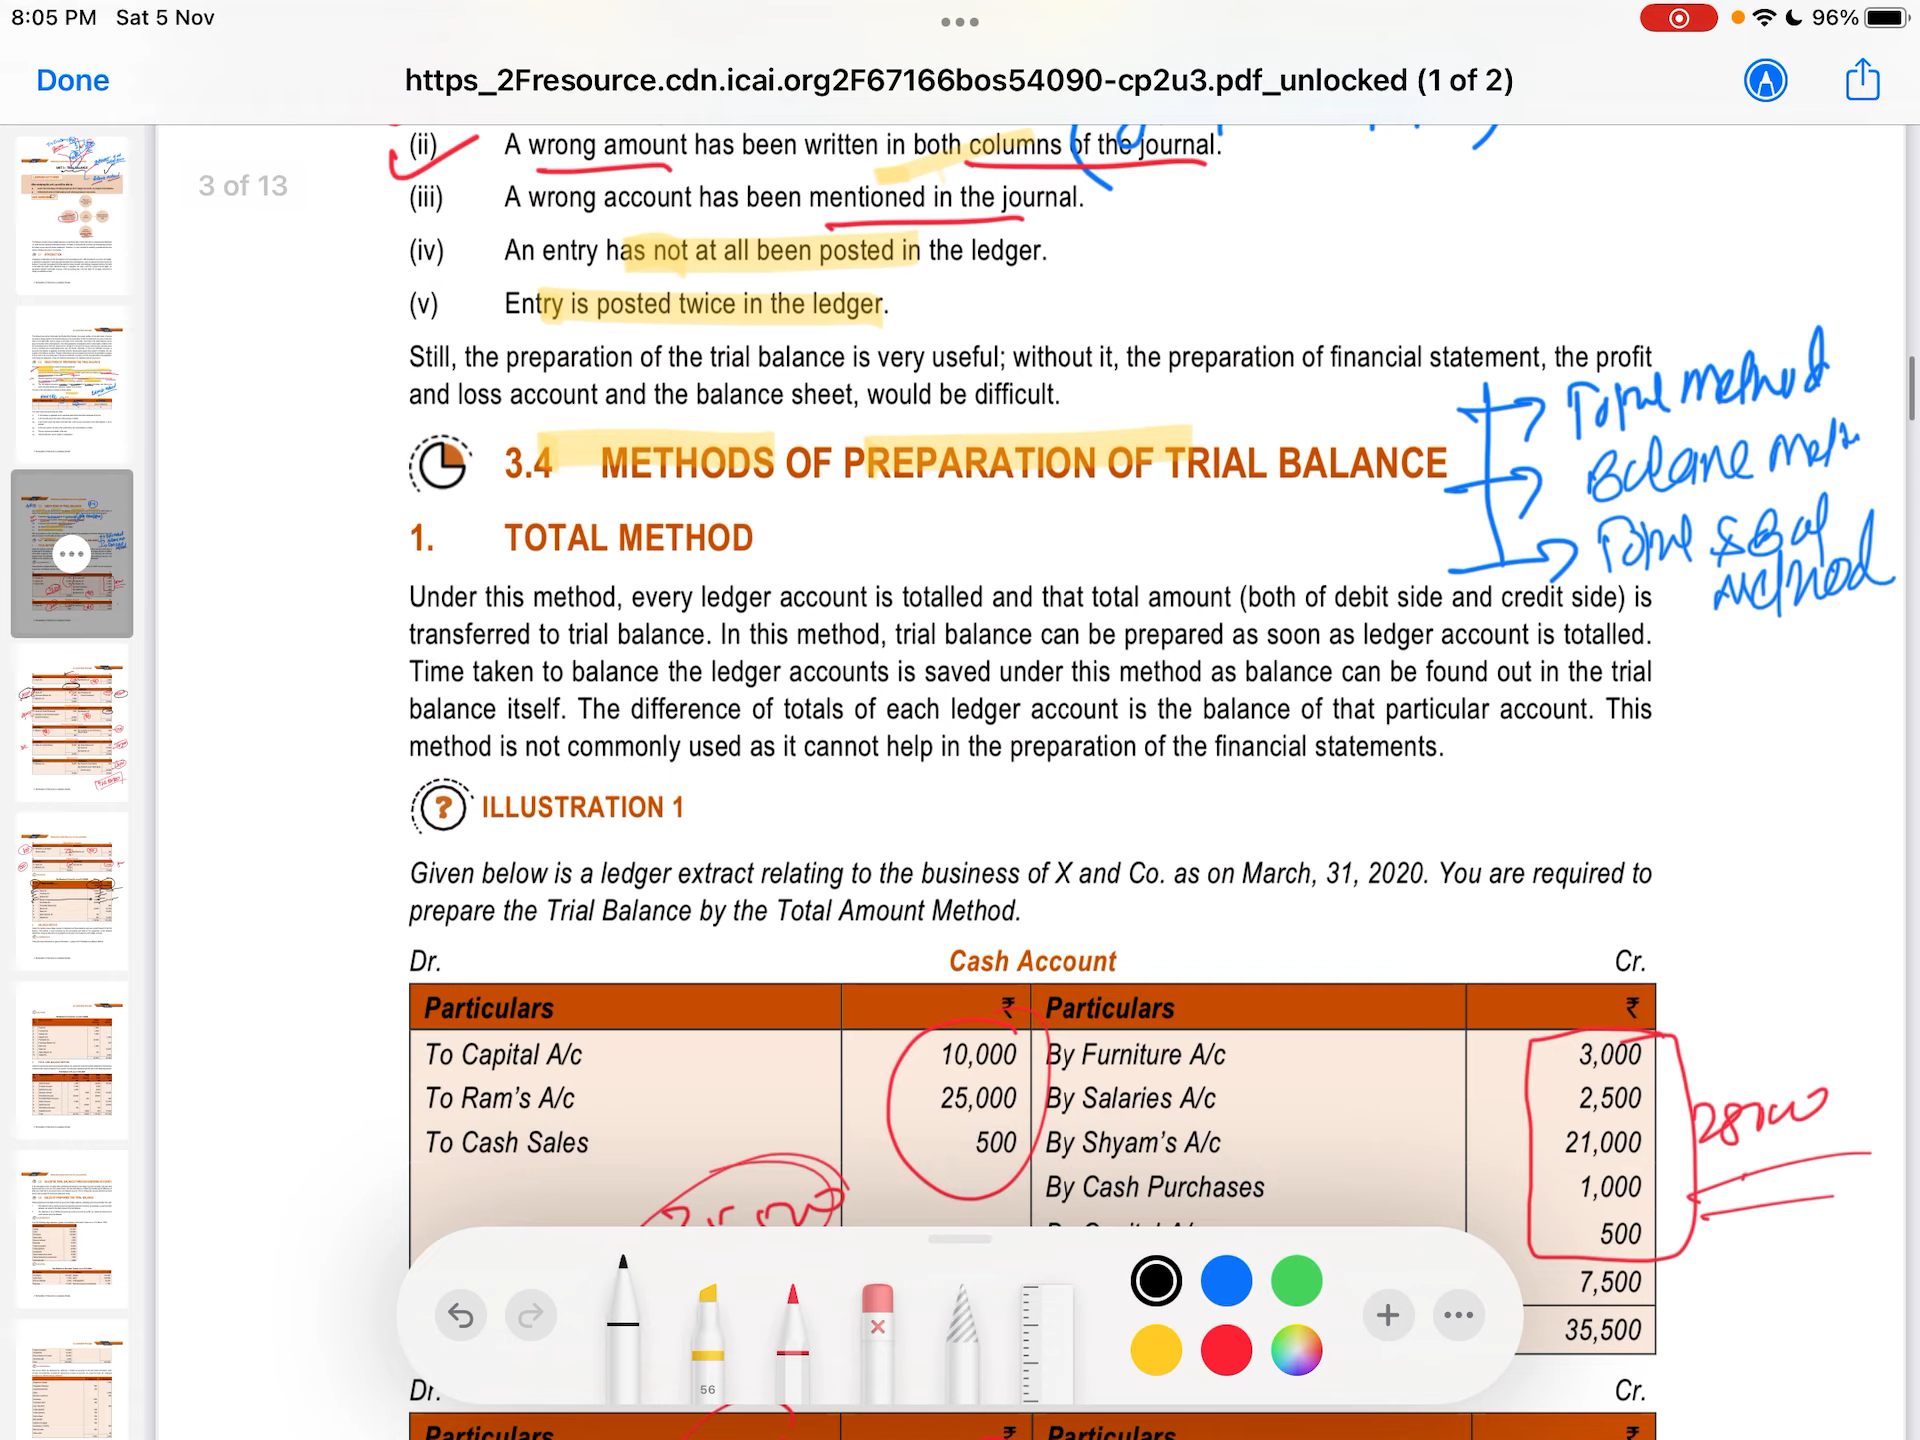 8:05 PM Sat 5 Nov
96%
Done
https_2Fresource.cdn.icai.org2F67166bos54090-cp2u3.pdf_unlocked (1 of 2)
3 of 13
(ii) A wrong amount has been written in both columns of the journal.
(iii) A wrong account has been mentioned in the journal.
(iv) An entry has not at all been posted in the ledger.
(v) Entry is posted twice in the ledger.
Still, the preparation of the trial balance is very useful; without it, the preparation of financial statement, the profit
and loss account and the balance sheet, would be difficult.
Total method
Balane
Total & Bal
method
3.4 METHODS OF PREPARATION OF TRIAL BALANCE
1. TOTAL METHOD
Under this method, every ledger account is totalled and that total amount (both of debit side and credit side) is
transferred to trial balance. In this method, trial balance can be prepared as soon as ledger account is totalled.
Time taken to balance the ledger accounts is saved under this method as balance can be found out in the trial
balance itself. The difference of totals of each ledger account is the balance of that particular account. This
method is not commonly used as it cannot help in the preparation of the financial statements.
? ILLUSTRATION 1
Given below is a ledger extract relating to the business of X and Co. as on March, 31, 2020. You are required to
prepare the Trial Balance by the Total Amount Method.
Dr. Cash Account Cr.
Particulars ₹ Particulars ₹
To Capital A/c 10,000 By Furniture A/c 3,000
To Ram's A/c 25,000 By Salaries A/c 2,500
To Cash Sales 500 By Shyam's A/c 21,000
By Cash Purchases 1,000
500
7,500
35,500
56
Dr. Cr.
Particulars ₹ Particulars ₹